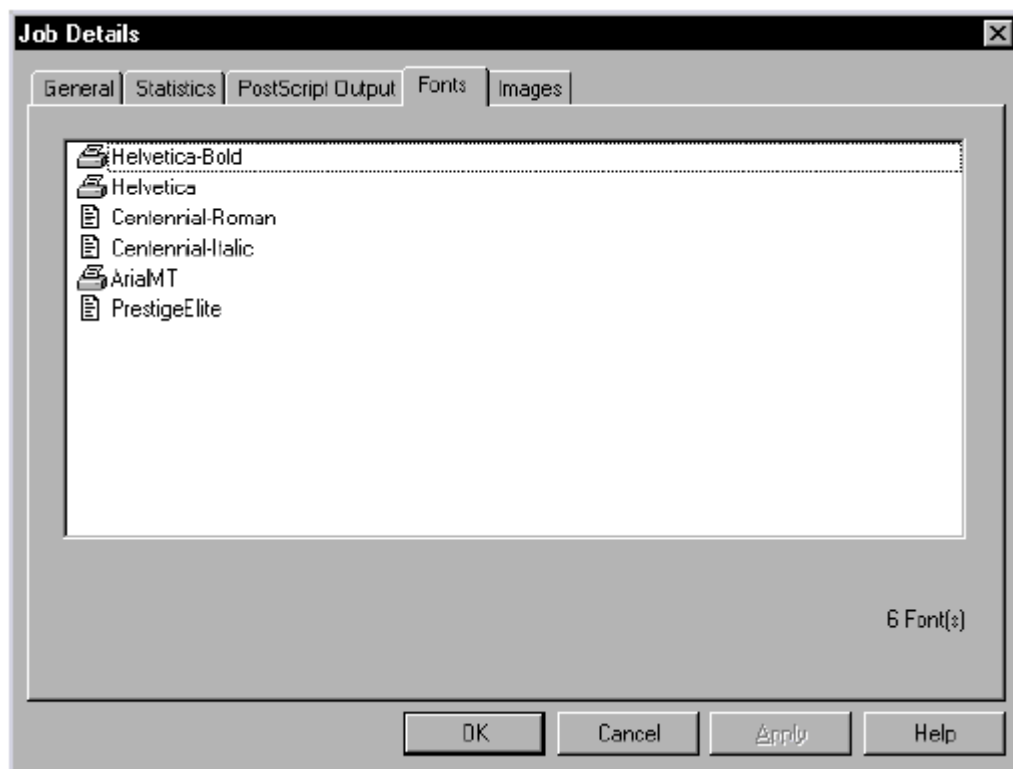 Job Details
General Statistics PostScript Output Fonts Images
Helvetica-Bold
Helvetica
Centennial-Roman
Centennial-Italic
AriaMT
PrestigeElite
6 Font(s)
OK Cancel Apply Help